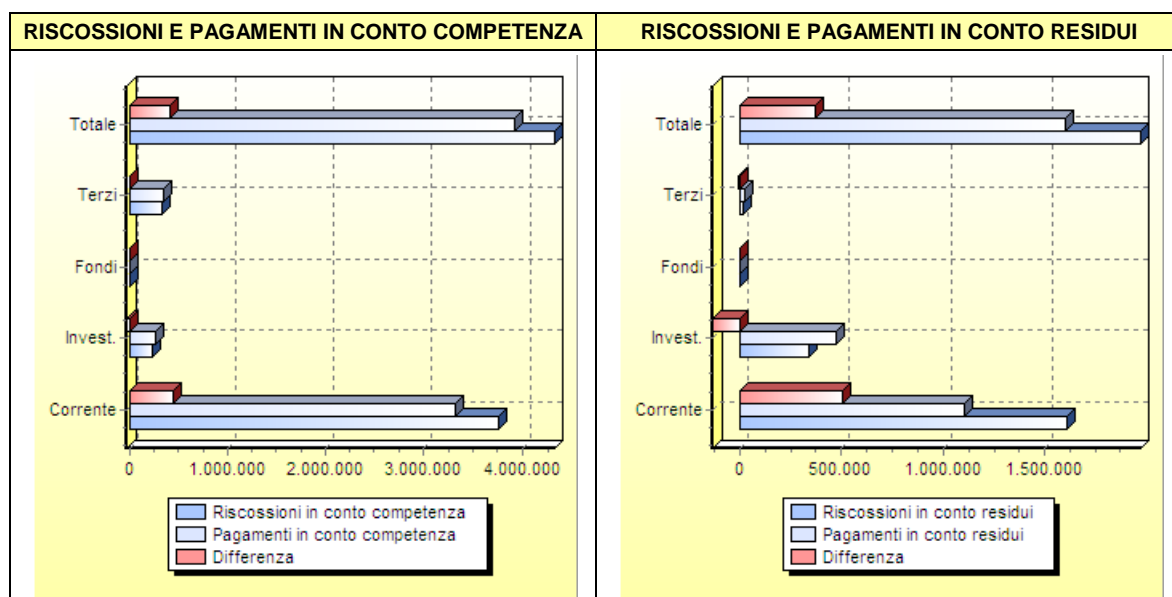 RISCOSSIONI E PAGAMENTI IN CONTO COMPETENZA
Totale
Terzi
Fondi
Invest.
Corrente
0 1.000.000 2.000.000 3.000.000 4.000.000
Riscossioni in conto competenza
Pagamenti in conto competenza
Differenza
RISCOSSIONI E PAGAMENTI IN CONTO RESIDUI
Totale
Terzi
Fondi
Invest.
Corrente
0 500.000 1.000.000 1.500.000
Riscossioni in conto residui
Pagamenti in conto residui
Differenza